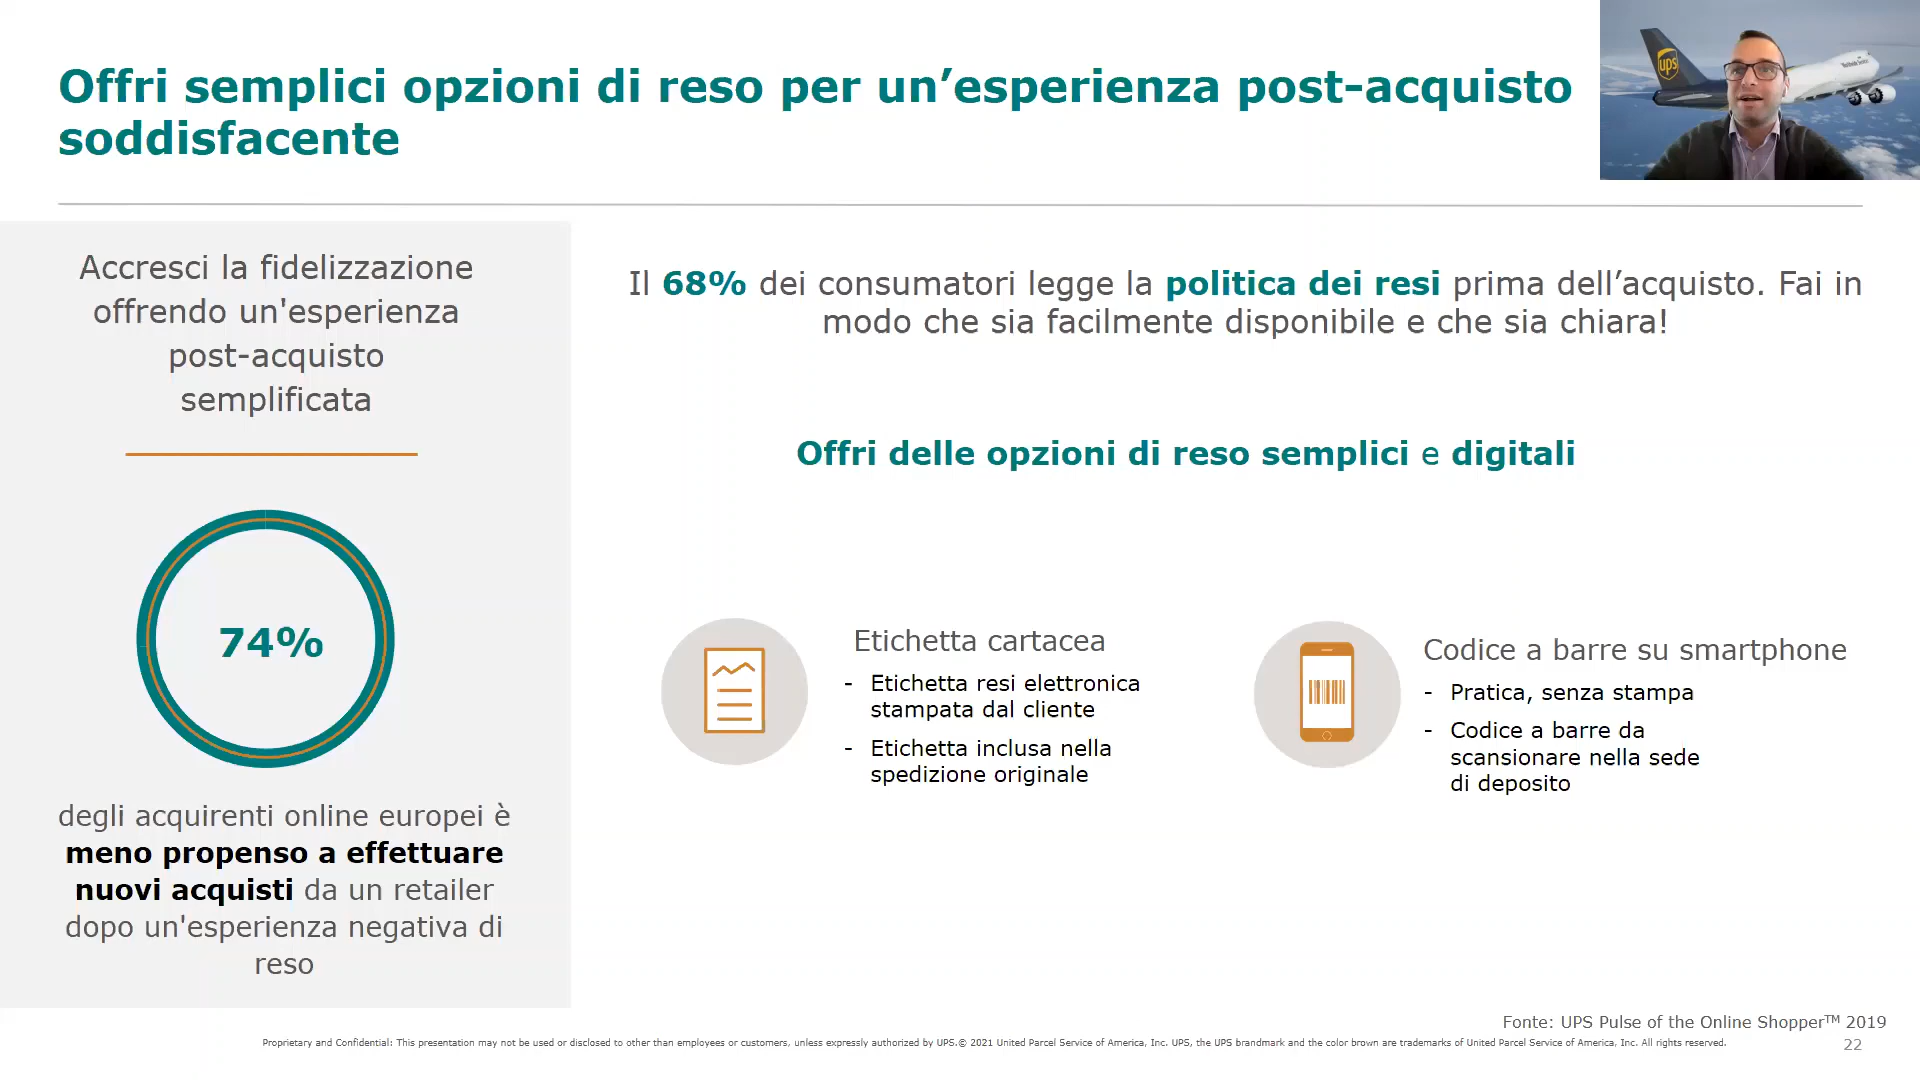 Offri semplici opzioni di reso per un’esperienza post-acquisto
soddisfacente
ups
Accresci la fidelizzazione
offrendo un'esperienza
post-acquisto
semplificata
74%
degli acquirenti online europei è
meno propenso a effettuare
nuovi acquisti da un retailer
dopo un'esperienza negativa di
reso
Il 68% dei consumatori legge la politica dei resi prima dell’acquisto. Fai in
modo che sia facilmente disponibile e che sia chiara!
Offri delle opzioni di reso semplici e digitali
Etichetta cartacea
- Etichetta resi elettronica
stampata dal cliente
- Etichetta inclusa nella
spedizione originale
Codice a barre su smartphone
- Pratica, senza stampa
- Codice a barre da
scansionare nella sede
di deposito
Fonte: UPS Pulse of the Online Shopper™ 2019
Proprietary and Confidential: This presentation may not be used or disclosed to other than employees or customers, unless expressly authorized by UPS.© 2021 United Parcel Service of America, Inc. UPS, the UPS brandmark and the color brown are trademarks of United Parcel Service of America, Inc. All rights reserved.
22